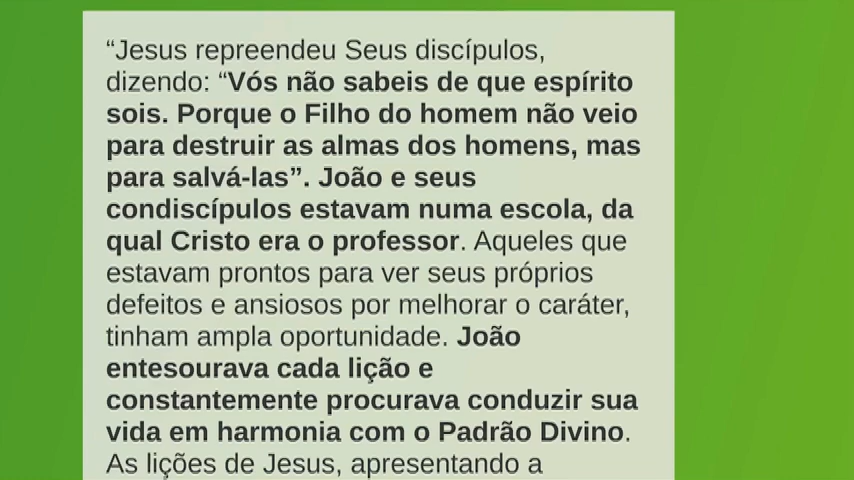 “Jesus repreendeu Seus discípulos,
dizendo: “Vós não sabeis de que espírito
sois. Porque o Filho do homem não veio
para destruir as almas dos homens, mas
para salvá-las”. João e seus
condiscípulos estavam numa escola, da
qual Cristo era o professor. Aqueles que
estavam prontos para ver seus próprios
defeitos e ansiosos por melhorar o caráter,
tinham ampla oportunidade. João
entesourava cada lição e
constantemente procurava conduzir sua
vida em harmonia com o Padrão Divino.
As lições de Jesus, apresentando a